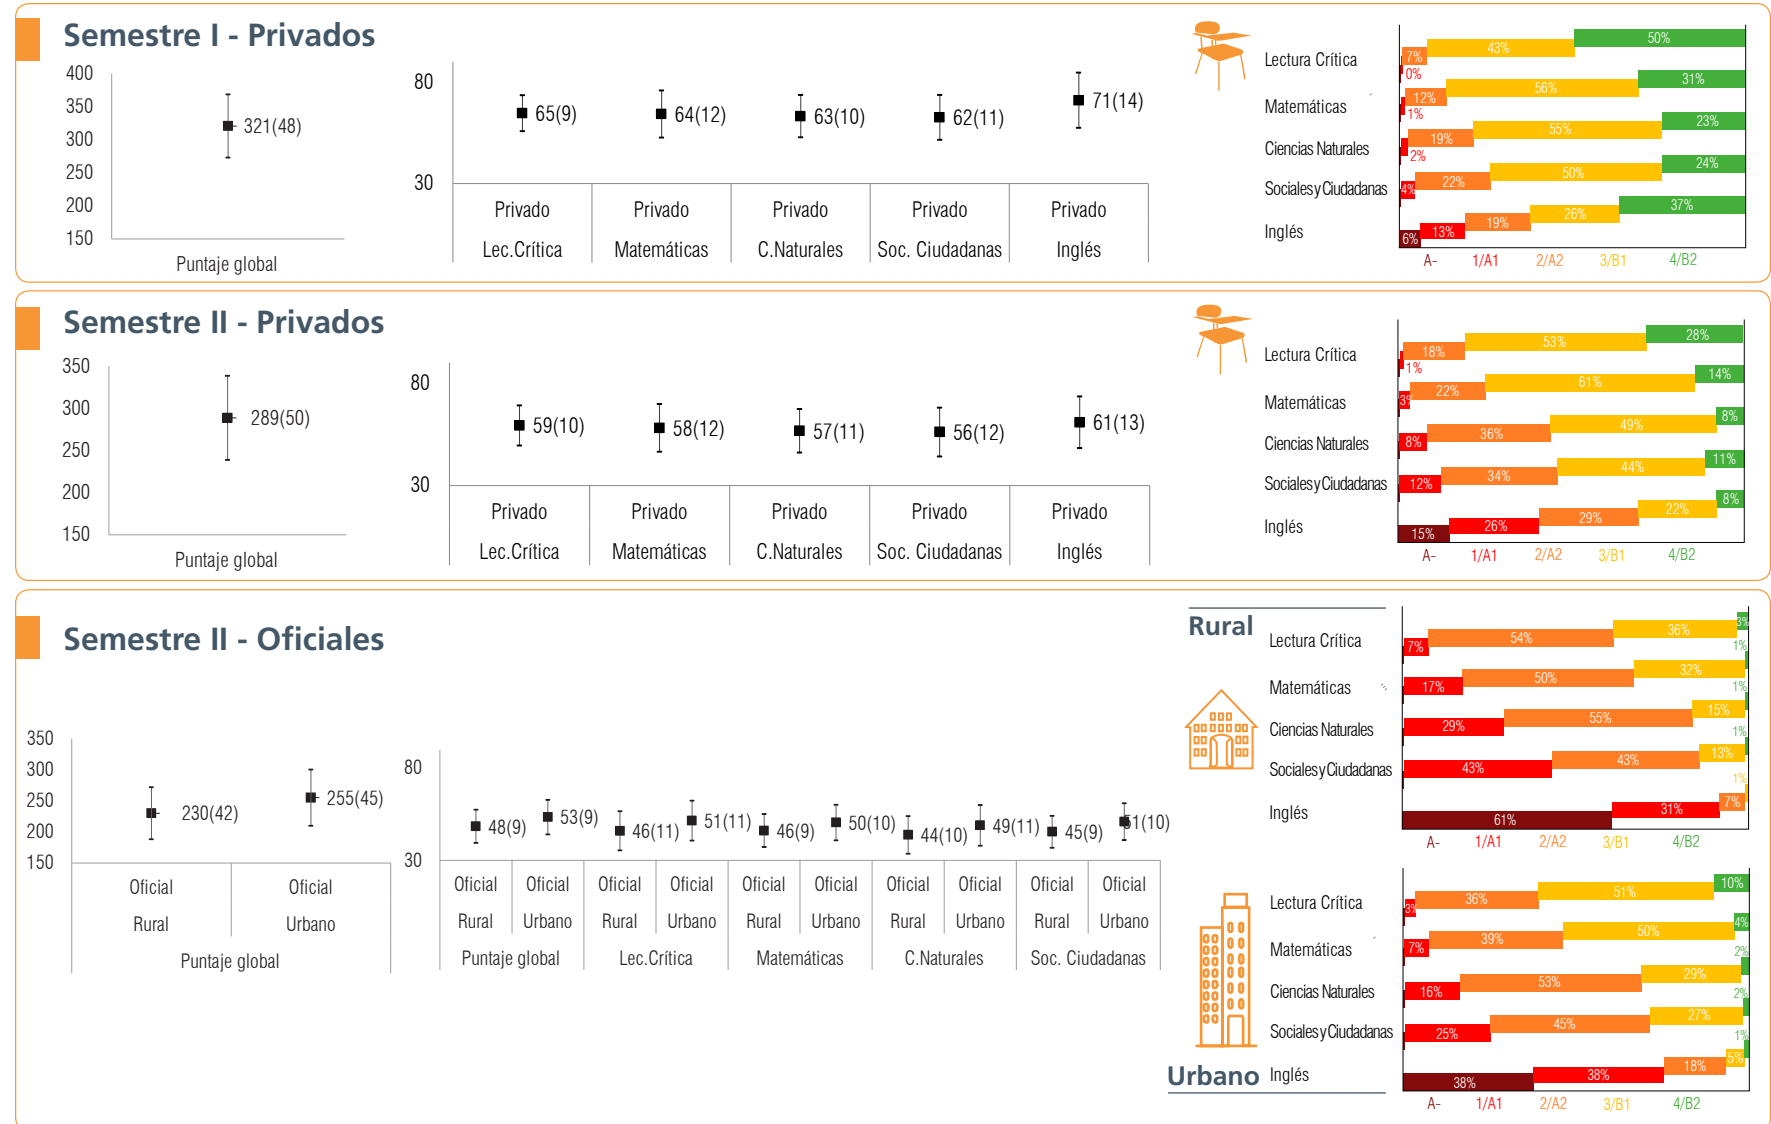 Semestre I - Privados
400
350
300
250
200
150
321(48)
Puntaje global
80
30
65(9)
64(12)
63(10)
62(11)
71(14)
Privado Privado Privado Privado Privado
Lec.Crítica Matemáticas C.Naturales Soc. Ciudadanas Inglés
Lectura Crítica
0% 7% 43% 50%
Matemáticas
1% 12% 56% 31%
Ciencias Naturales
2% 19% 55% 23%
Sociales y Ciudadanas
4% 22% 50% 24%
Inglés
6% 13% 19% 26% 37%
A- 1/A1 2/A2 3/B1 4/B2
Semestre II - Privados
350
300
250
200
150
289(50)
Puntaje global
80
30
59(10)
58(12)
57(11)
56(12)
61(13)
Privado Privado Privado Privado Privado
Lec.Crítica Matemáticas C.Naturales Soc. Ciudadanas Inglés
Lectura Crítica
1% 18% 53% 28%
Matemáticas
3% 22% 61% 14%
Ciencias Naturales
8% 36% 49% 8%
Sociales y Ciudadanas
12% 34% 44% 11%
Inglés
15% 26% 29% 22% 8%
A- 1/A1 2/A2 3/B1 4/B2
Semestre II - Oficiales
350
300
250
200
150
230(42)
255(45)
Oficial Oficial
Rural Urbano
Puntaje global
80
30
48(9)
53(9)
46(11)
51(11)
46(9)
50(10)
44(10)
49(11)
45(9)
51(10)
Oficial Oficial Oficial Oficial Oficial Oficial Oficial Oficial Oficial Oficial
Rural Urbano Rural Urbano Rural Urbano Rural Urbano Rural Urbano
Puntaje global Lec.Crítica Matemáticas C.Naturales Soc. Ciudadanas
Rural
Lectura Crítica
7% 54% 36% 3%
Matemáticas
17% 50% 32% 1%
Ciencias Naturales
29% 55% 15% 1%
Sociales y Ciudadanas
43% 43% 13% 1%
Inglés
61% 31% 7% 1%
A- 1/A1 2/A2 3/B1 4/B2
Urbano
Lectura Crítica
3% 36% 51% 10%
Matemáticas
7% 39% 50% 4%
Ciencias Naturales
16% 53% 29% 2%
Sociales y Ciudadanas
25% 45% 27% 2%
Inglés
38% 38% 18% 5% 1%
A- 1/A1 2/A2 3/B1 4/B2